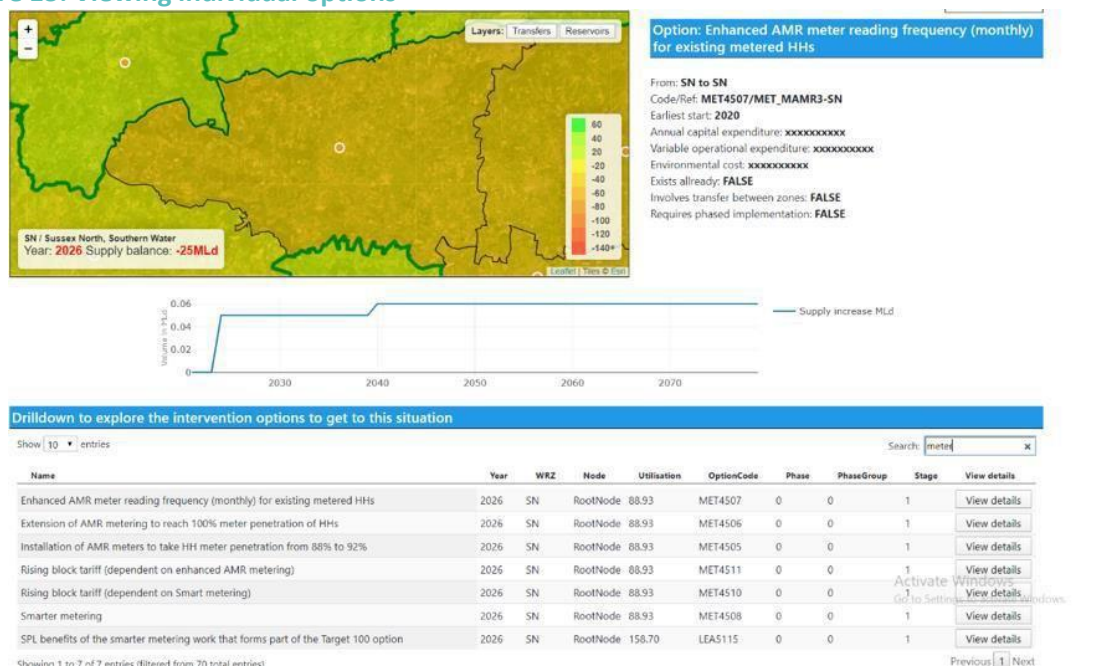 Viewing individual options
+
−
Layers: Transfers Reservoirs
60
40
20
-20
-40
-60
-80
-100
-120
-140+
SN / Sussex North, Southern Water
Year: 2026 Supply balance: -25MLd
Leaflet | Tiles © Esri
Option: Enhanced AMR meter reading frequency (monthly)
for existing metered HHs
From: SN to SN
Code/Ref: MET4507/MET_MAMR3-SN
Earliest start: 2020
Annual capital expenditure: xxxxxxxxxx
Variable operational expenditure: xxxxxxxxxx
Environmental cost: xxxxxxxxxx
Exists allready: FALSE
Involves transfer between zones: FALSE
Requires phased implementation: FALSE
Volume in MLd
0.06
0.04
0.02
0
2030 2040 2050 2060 2070
Supply increase MLd
Drilldown to explore the intervention options to get to this situation
Show 10 entries
Search: meter ×
Name Year WRZ Node Utilisation OptionCode Phase PhaseGroup Stage View details
Enhanced AMR meter reading frequency (monthly) for existing metered HHs 2026 SN RootNode 88.93 MET4507 0 0 1 View details
Extension of AMR metering to reach 100% meter penetration of HHs 2026 SN RootNode 88.93 MET4506 0 0 1 View details
Installation of AMR meters to take HH meter penetration from 88% to 92% 2026 SN RootNode 88.93 MET4505 0 0 1 View details
Rising block tariff (dependent on enhanced AMR metering) 2026 SN RootNode 88.93 MET4511 0 0 1 View details
Rising block tariff (dependent on Smart metering) 2026 SN RootNode 88.93 MET4510 0 0 1 View details
Smarter metering 2026 SN RootNode 88.93 MET4508 0 0 1 View details
SPL benefits of the smarter metering work that forms part of the Target 100 option 2026 SN RootNode 158.70 LEA5115 0 0 1 View details
Activate Windows
Go to Settings to activate Windows.
Showing 1 to 7 of 7 entries (filtered from 70 total entries)
Previous 1 Next